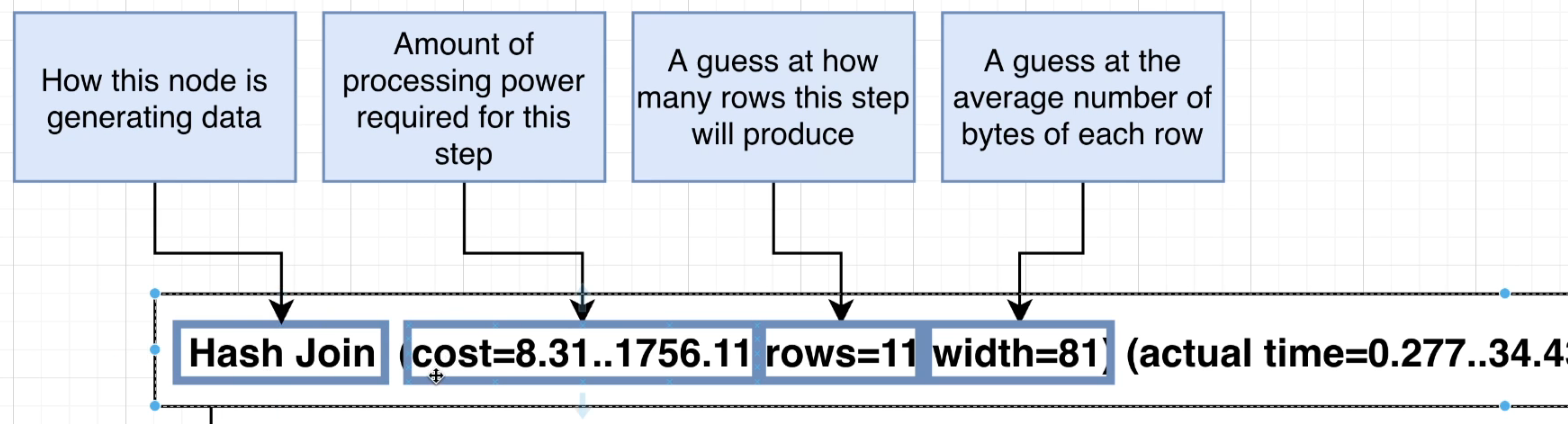 How this node is
generating data
Amount of
processing power
required for this
step
A guess at how
many rows this step
will produce
A guess at the
average number of
bytes of each row
Hash Join (cost=8.31..1756.11 rows=11 width=81) (actual time=0.277..34.4